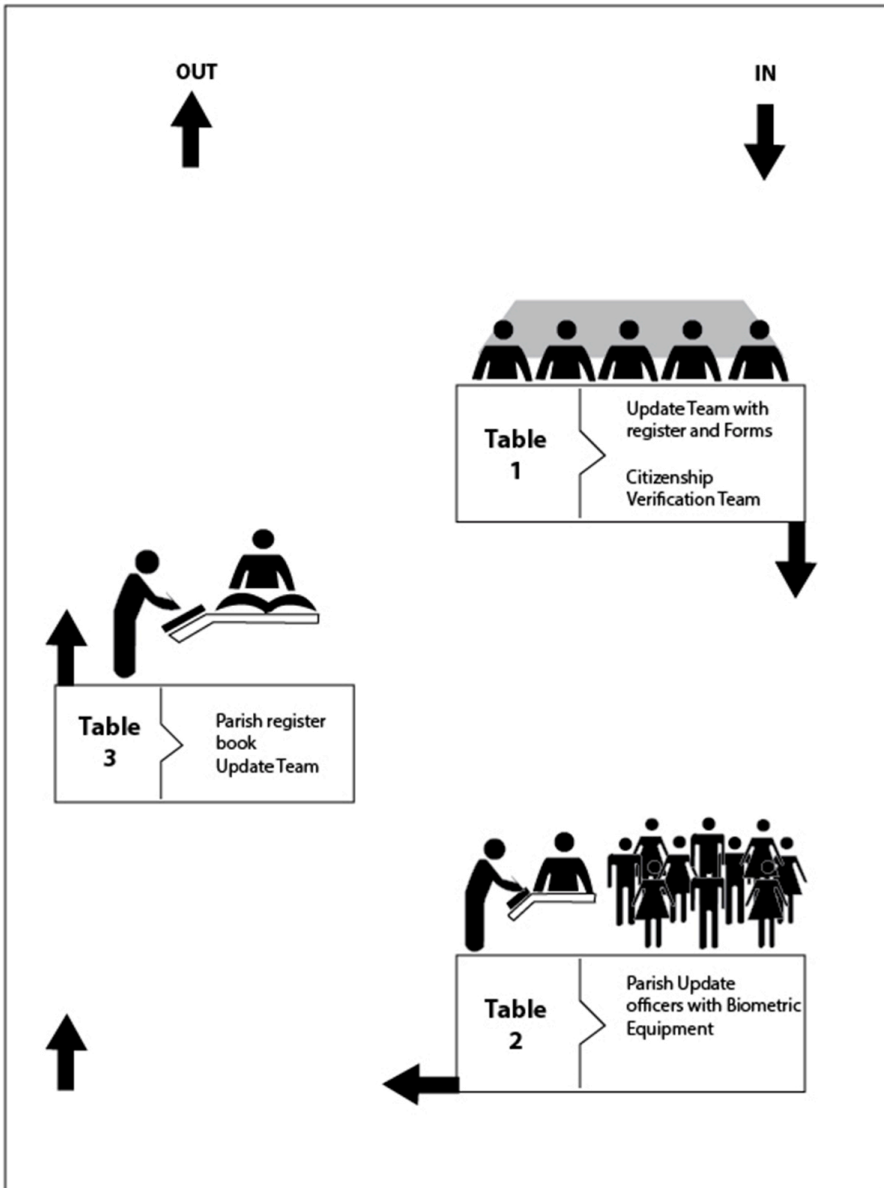 OUT
IN
Table
1
Update Team with
register and Forms
Citizenship
Verification Team
Table
3
Parish register
book
Update Team
Table
2
Parish Update
officers with Biometric
Equipment